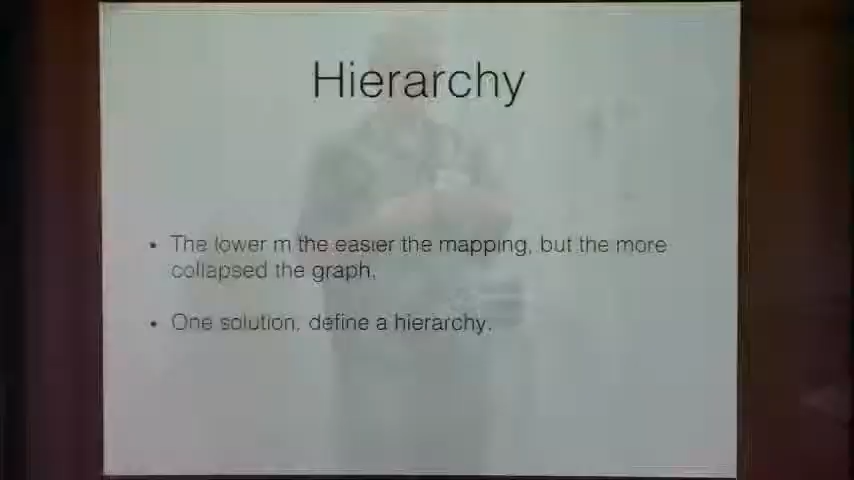 Hierarchy
• The lower m the easier the mapping, but the more
collapsed the graph.
• One solution, define a hierarchy.